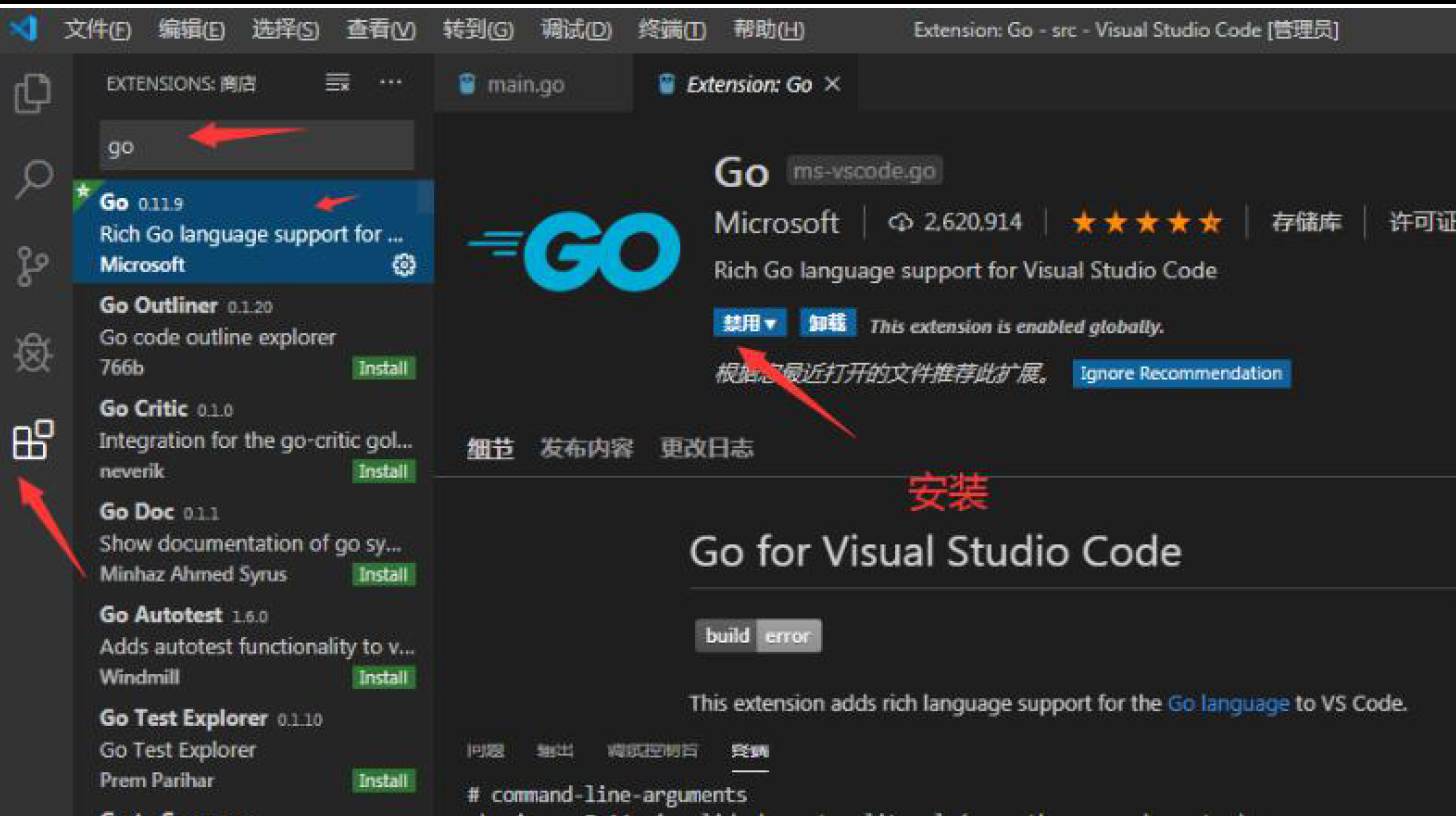 文件(F) 编辑(E) 选择(S) 查看(V) 转到(G) 调试(D) 终端(T) 帮助(H) Extension: Go - src - Visual Studio Code [管理员]
EXTENSIONS: 商店 ···
go
Go 0.11.9
Rich Go language support for ...
Microsoft
Go Outliner 0.1.20
Go code outline explorer
766b Install
Go Critic 0.1.0
Integration for the go-critic gol...
neverik Install
Go Doc 0.1.1
Show documentation of go sy...
Minhaz Ahmed Syrus Install
Go Autotest 1.6.0
Adds autotest functionality to v...
Windmill Install
Go Test Explorer 0.1.10
Go Test Explorer
Prem Parihar Install
main.go Extension: Go ×
GO
Go ms-vscode.go
Microsoft 2,620,914 存储库 许可证
Rich Go language support for Visual Studio Code
禁用 卸载 This extension is enabled globally.
根据您最近打开的文件推荐此扩展。 Ignore Recommendation
细节 发布内容 更改日志
安装
Go for Visual Studio Code
build error
This extension adds rich language support for the Go language to VS Code.
问题 输出 调试控制台 终端
# command-line-arguments